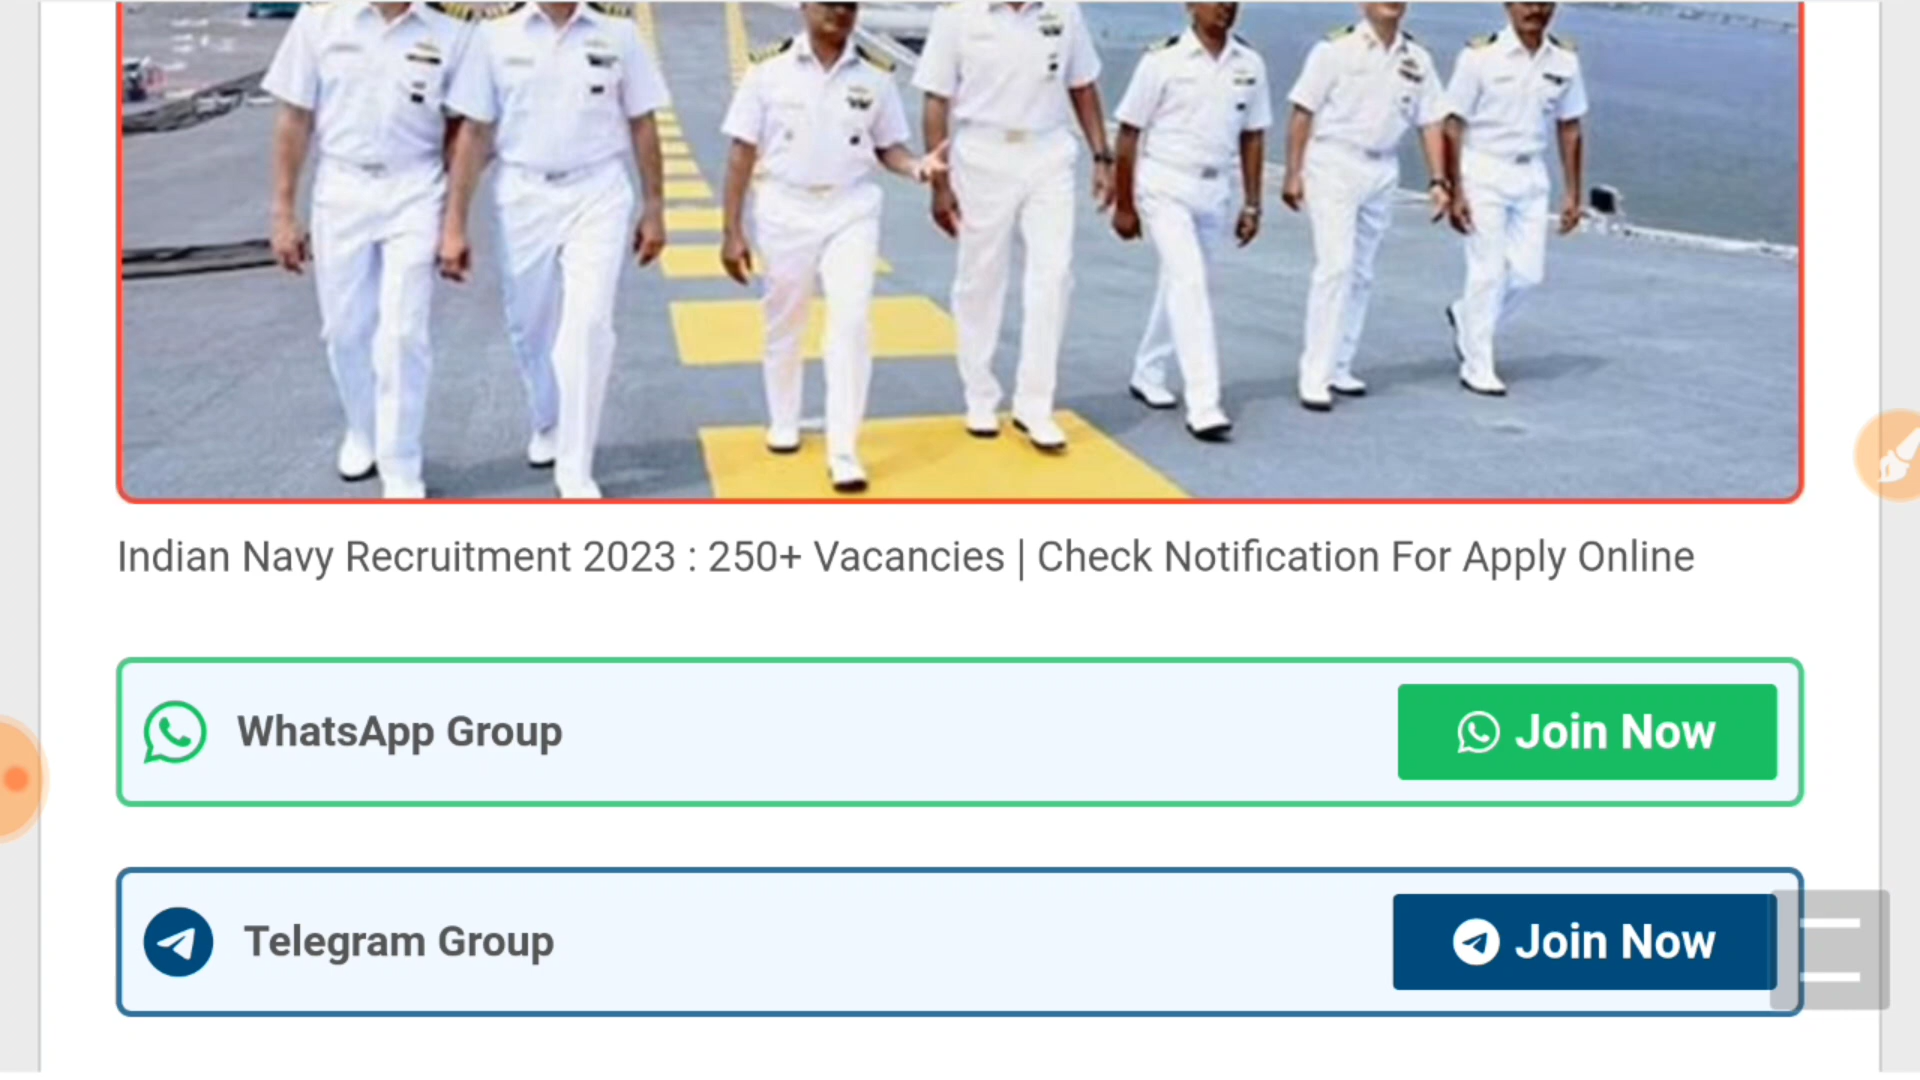 Indian Navy Recruitment 2023 : 250+ Vacancies | Check Notification For Apply Online
WhatsApp Group
Join Now
Telegram Group
Join Now